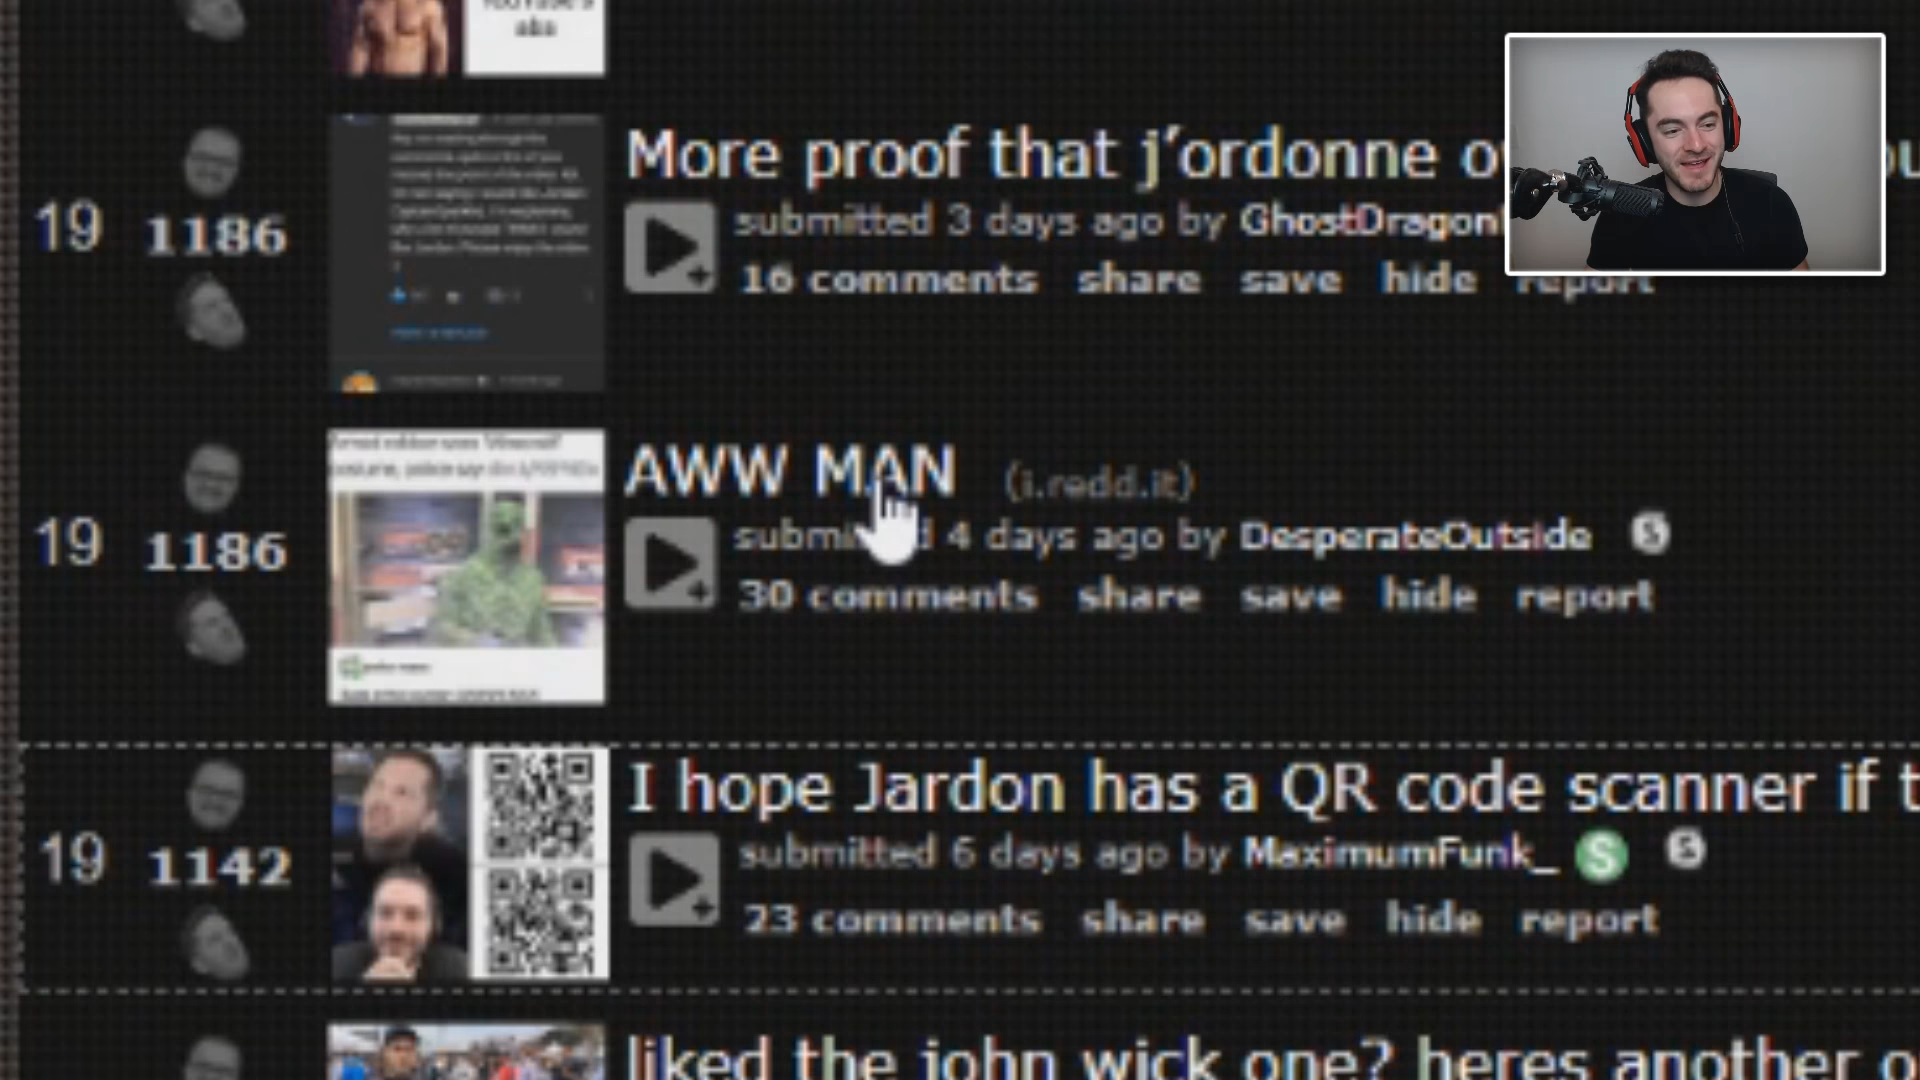 More proof that j'ordonne
19
1186
submitted 3 days ago by GhostDragon
16 comments share save hide report
AWW MAN (i.redd.it)
19
1186
submitted 4 days ago by DesperateOutside S
30 comments share save hide report
I hope Jardon has a QR code scanner if t
19
1142
submitted 6 days ago by MaximumFunk_ S S
23 comments share save hide report
liked the john wick one? heres another o